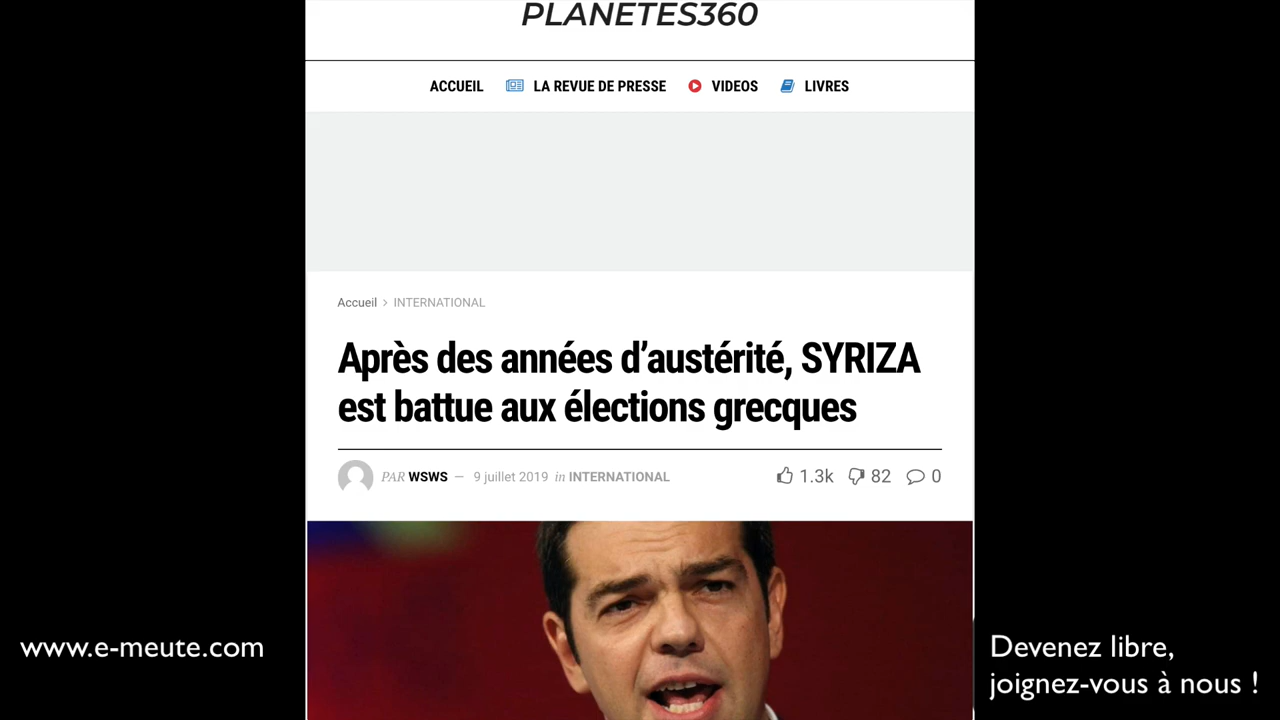 PLANETES360
ACCUEIL LA REVUE DE PRESSE VIDEOS LIVRES
Accueil > INTERNATIONAL
Après des années d’austérité, SYRIZA
est battue aux élections grecques
PAR WSWS — 9 juillet 2019 in INTERNATIONAL 1.3k 82 0
www.e-meute.com
Devenez libre,
joignez-vous à nous !